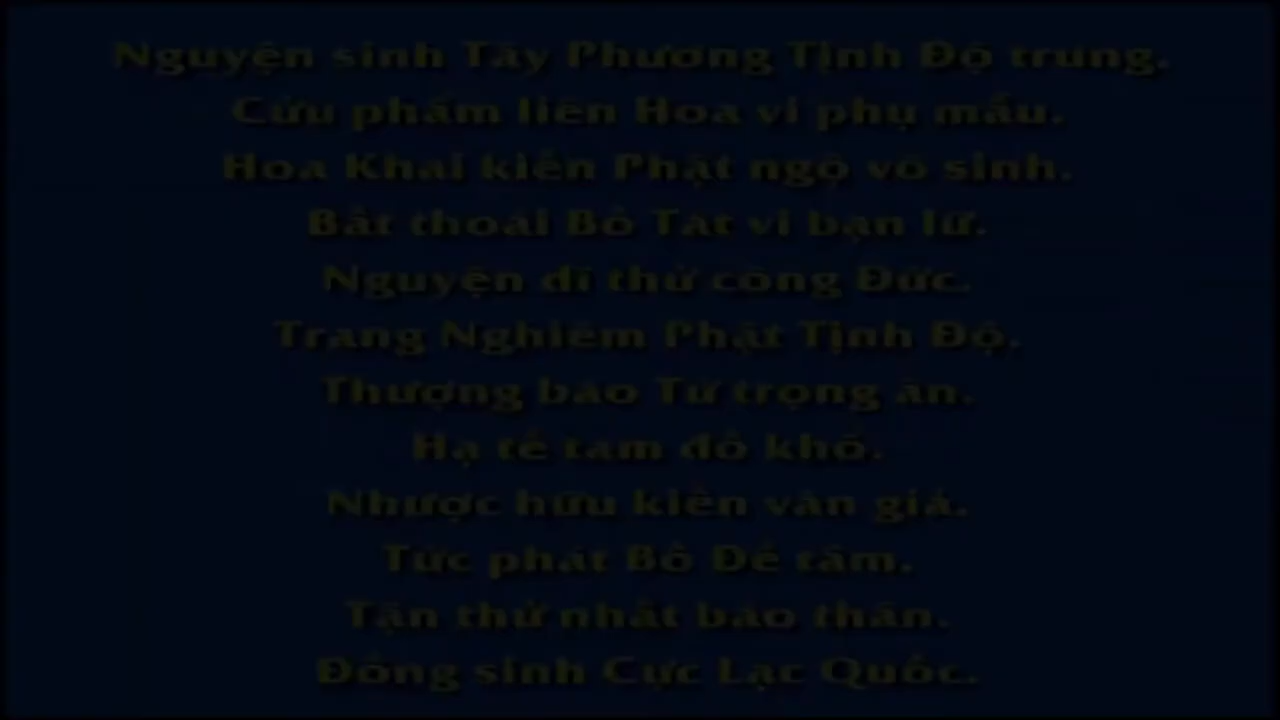 Nguyện sinh Tây Phương Tịnh Độ trung.
Cửu phẩm liên Hoa vi phụ mẫu.
Hoa Khai kiến Phật ngộ vô sinh.
Bất thoái Bồ Tát vi bạn lữ.
Nguyện dĩ thử công Đức.
Trang Nghiêm Phật Tịnh Độ.
Thượng báo Tứ trọng ân.
Hạ tế tam đồ khổ.
Nhược hữu kiến văn giả.
Tức phát Bồ Đề tâm.
Tận thử nhất báo thân.
Đồng sinh Cực Lạc Quốc.